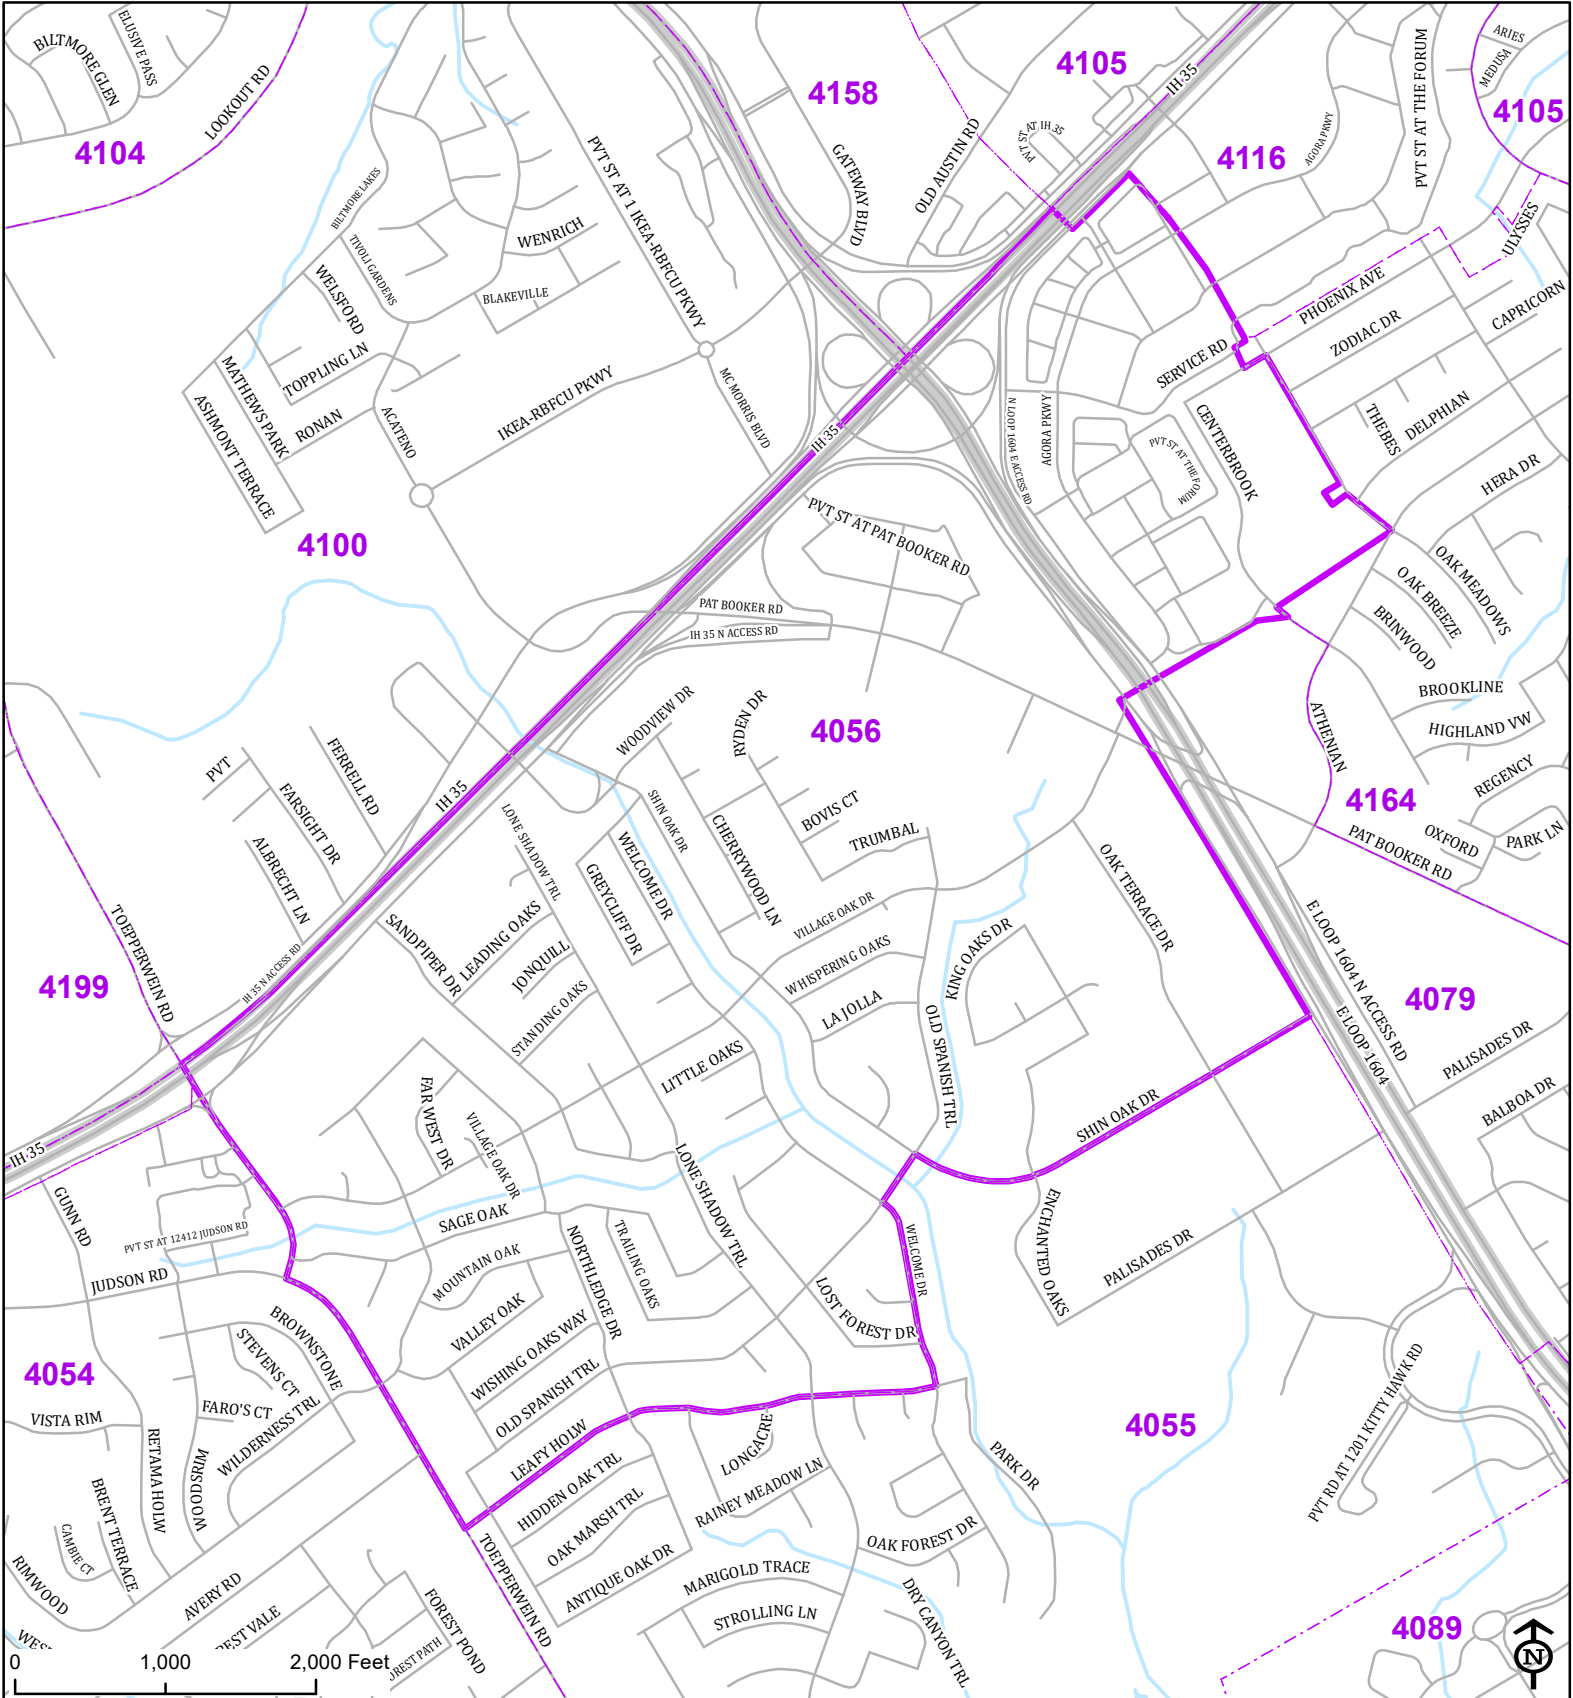 BILTMORE GLEN
ELUSIVE PASS
LOOKOUT RD
4104
4158
4105
IH 35
PVT ST AT THE FORUM
ARIES
MEDUSA
4105
PVT ST AT 1 IKEA-RBFCU PKWY
GATEWAY BLVD
OLD AUSTIN RD
PVT ST AT IH 35
AGORA PKWY
4116
BILTMORE LAKES
TIVOLI GARDENS
WENRICH
ULYSSES
WELSFORD
BLAKEVILLE
PHOENIX AVE
CAPRICORN
ZODIAC DR
SERVICE RD
TOPPLING LN
MATHEWS PARK
ASHMONT TERRACE
RONAN
AGATENO
IKEA-RBFCU PKWY
MC MORRIS BLVD
IH 35
N LOOP 1604 E ACCESS RD
AGORA PKWY
CENTERBROOK
THEBES
DELPHIAN
PVT ST AT THE FORUM
HERA DR
4100
PVT ST AT PAT BOOKER RD
OAK MEADOWS
OAK BREEZE
BRINWOOD
PAT BOOKER RD
IH 35 N ACCESS RD
BROOKLINE
HIGHLAND VW
ATHENIAN
REGENCY
WOODVIEW DR
RYDEN DR
4056
PVT
FERRELL RD
FARSIGHT DR
IH 35
4164
OXFORD
PARK LN
PAT BOOKER RD
LONE SHADOW TRL
SHIN OAK DR
CHERRYWOOD LN
BOVIS CT
TRUMBAL
ALBRECHT LN
WELCOME DR
GREYCLIFF DR
OAK TERRACE DR
VILLAGE OAK DR
TOEPPERWEIN RD
SANDPIPER DR
LEADING OAKS
JONQUILL
STANDING OAKS
WHISPERING OAKS
LA JOLLA
KING OAKS DR
OLD SPANISH TRL
E LOOP 1604 N ACCESS RD
E LOOP 1604
4199
IH 35 N ACCESS RD
4079
PALISADES DR
BALBOA DR
LITTLE OAKS
FAR WEST DR
VILLAGE OAK DR
SHIN OAK DR
IH 35
GUNN RD
PVT ST AT 12412 JUDSON RD
JUDSON RD
SAGE OAK
MOUNTAIN OAK
NORTHLEDGE DR
TRAILING OAKS
LONE SHADOW TRL
WELCOME DR
ENCHANTED OAKS
PALISADES DR
BROWNSTONE
VALLEY OAK
LOST FOREST DR
STEVENS CT
WISHING OAKS WAY
4054
OLD SPANISH TRL
PVT RD AT 1201 KITTY HAWK RD
VISTA RIM
FARO'S CT
WILDERNESS TRL
RETAMA HOLW
WOODSRIM
LEAFY HOLW
LONGACRE
4055
PARK DR
BRENT TERRACE
HIDDEN OAK TRL
OAK MARSH TRL
RAINEY MEADOW LN
OAK FOREST DR
CAMBIE CT
RIMWOOD
AVERY RD
TOEPPERWEIN RD
ANTIQUE OAK DR
MARIGOLD TRACE
STROLLING LN
DRY CANYON TRL
FOREST POND
4089
WES
REST VALE
OREST PATH
0 1,000 2,000 Feet
N